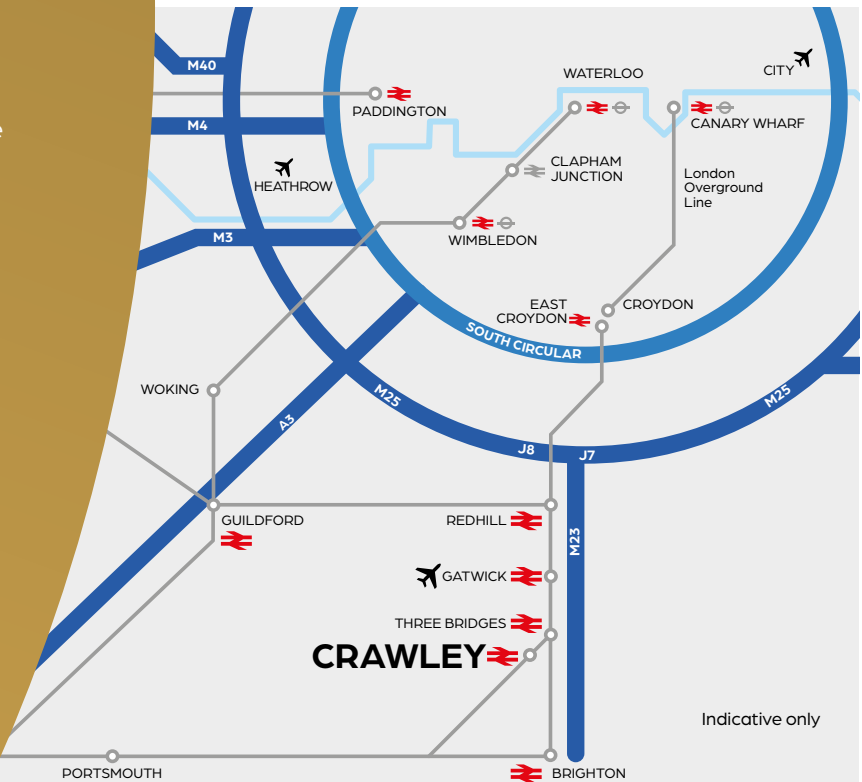 M40
CITY
WATERLOO
PADDINGTON
CANARY WHARF
M4
e
CLAPHAM
JUNCTION
London
Overground
Line
HEATHROW
M3
WIMBLEDON
EAST
CROYDON
CROYDON
SOUTH CIRCULAR
WOKING
M25
M25
A3
J8
J7
GUILDFORD
REDHILL
M23
GATWICK
THREE BRIDGES
CRAWLEY
Indicative only
PORTSMOUTH
BRIGHTON